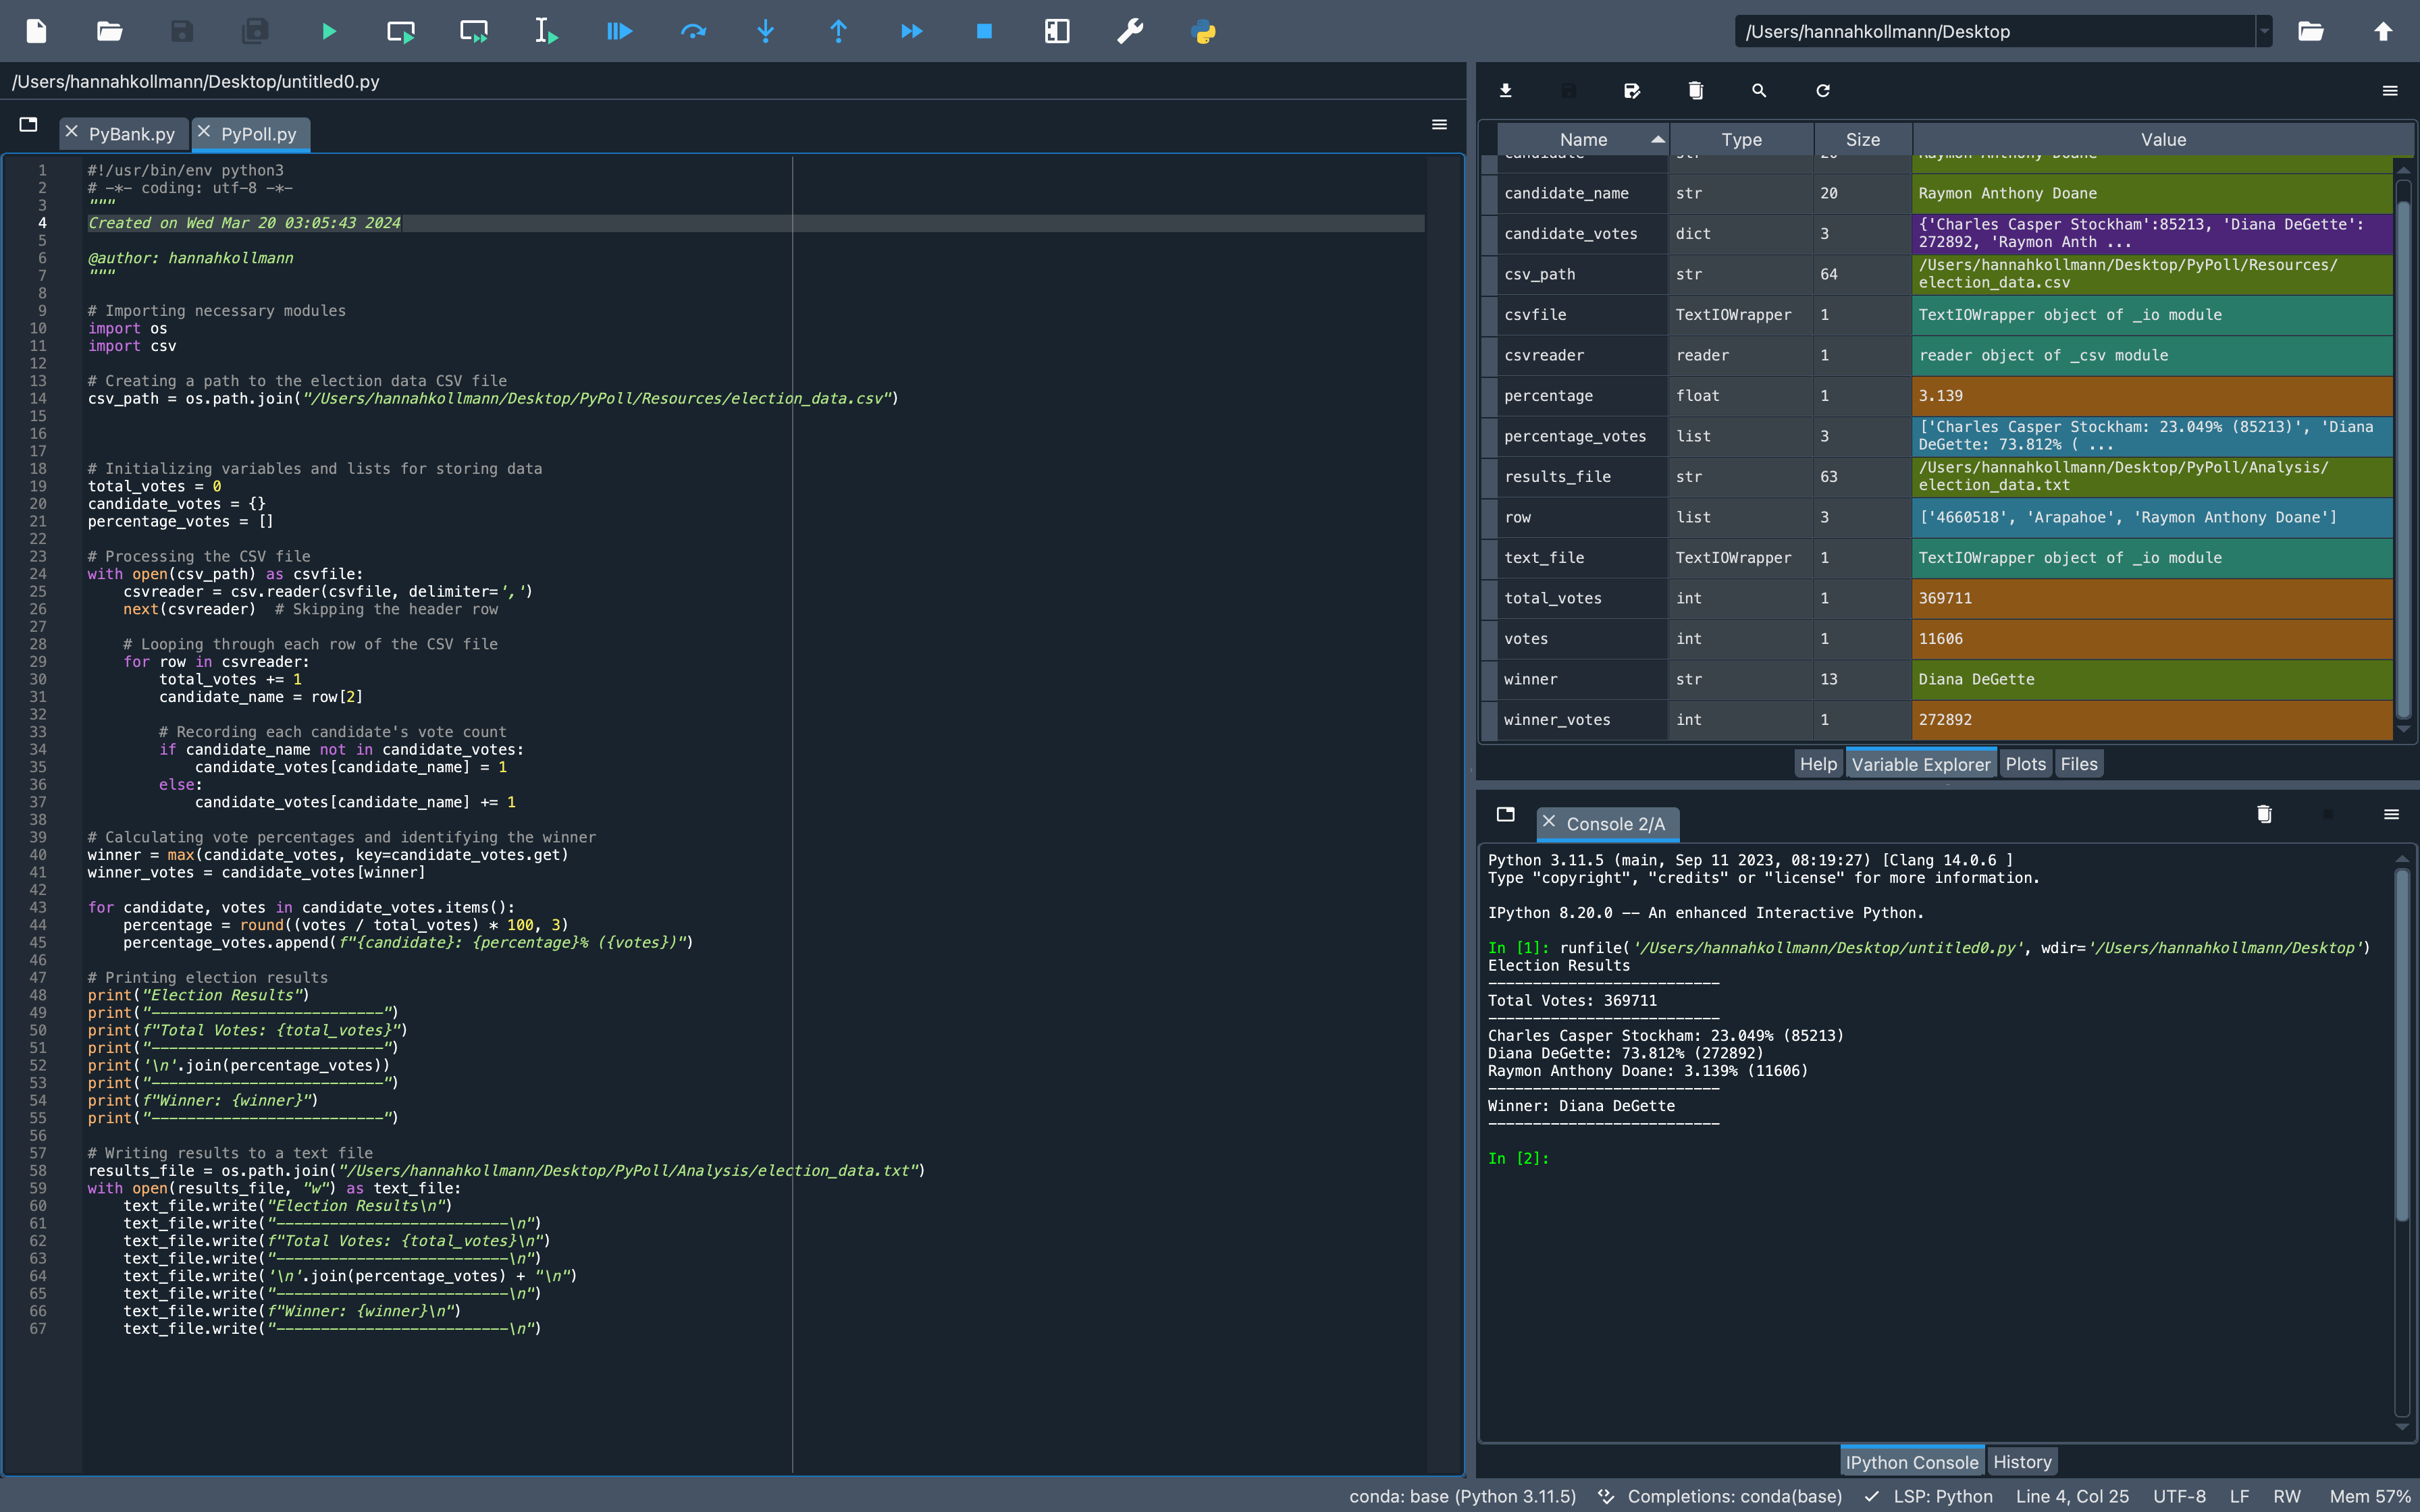 /Users/hannahkollmann/Desktop
/Users/hannahkollmann/Desktop/untitled0.py
PyBank.py
PyPoll.py
1 #!/usr/bin/env python3
2 # -*- coding: utf-8 -*-
3 """
4 Created on Wed Mar 20 03:05:43 2024
5
6 @author: hannahkollmann
7 """
8
9 # Importing necessary modules
10 import os
11 import csv
12
13 # Creating a path to the election data CSV file
14 csv_path = os.path.join("/Users/hannahkollmann/Desktop/PyPoll/Resources/election_data.csv")
15
16
17
18 # Initializing variables and lists for storing data
19 total_votes = 0
20 candidate_votes = {}
21 percentage_votes = []
22
23 # Processing the CSV file
24 with open(csv_path) as csvfile:
25     csvreader = csv.reader(csvfile, delimiter=',')
26     next(csvreader)  # Skipping the header row
27
28     # Looping through each row of the CSV file
29     for row in csvreader:
30         total_votes += 1
31         candidate_name = row[2]
32
33         # Recording each candidate's vote count
34         if candidate_name not in candidate_votes:
35             candidate_votes[candidate_name] = 1
36         else:
37             candidate_votes[candidate_name] += 1
38
39 # Calculating vote percentages and identifying the winner
40 winner = max(candidate_votes, key=candidate_votes.get)
41 winner_votes = candidate_votes[winner]
42
43 for candidate, votes in candidate_votes.items():
44     percentage = round((votes / total_votes) * 100, 3)
45     percentage_votes.append(f"{candidate}: {percentage}% ({votes})")
46
47 # Printing election results
48 print("Election Results")
49 print("--------------------------")
50 print(f"Total Votes: {total_votes}")
51 print("--------------------------")
52 print('\n'.join(percentage_votes))
53 print("--------------------------")
54 print(f"Winner: {winner}")
55 print("--------------------------")
56
57 # Writing results to a text file
58 results_file = os.path.join("/Users/hannahkollmann/Desktop/PyPoll/Analysis/election_data.txt")
59 with open(results_file, "w") as text_file:
60     text_file.write("Election Results\n")
61     text_file.write("--------------------------\n")
62     text_file.write(f"Total Votes: {total_votes}\n")
63     text_file.write("--------------------------\n")
64     text_file.write('\n'.join(percentage_votes) + "\n")
65     text_file.write("--------------------------\n")
66     text_file.write(f"Winner: {winner}\n")
67     text_file.write("--------------------------\n")
Name Type Size Value
candidate str 20 Raymon Anthony Doane
candidate_name str 20 Raymon Anthony Doane
candidate_votes dict 3 {'Charles Casper Stockham':85213, 'Diana DeGette':
272892, 'Raymon Anth ...
csv_path str 64 /Users/hannahkollmann/Desktop/PyPoll/Resources/
election_data.csv
csvfile TextIOWrapper 1 TextIOWrapper object of _io module
csvreader reader 1 reader object of _csv module
percentage float 1 3.139
percentage_votes list 3 ['Charles Casper Stockham: 23.049% (85213)', 'Diana
DeGette: 73.812% ( ...
results_file str 63 /Users/hannahkollmann/Desktop/PyPoll/Analysis/
election_data.txt
row list 3 ['4660518', 'Arapahoe', 'Raymon Anthony Doane']
text_file TextIOWrapper 1 TextIOWrapper object of _io module
total_votes int 1 369711
votes int 1 11606
winner str 13 Diana DeGette
winner_votes int 1 272892
Help Variable Explorer Plots Files
Console 2/A
Python 3.11.5 (main, Sep 11 2023, 08:19:27) [Clang 14.0.6 ]
Type "copyright", "credits" or "license" for more information.
IPython 8.20.0 -- An enhanced Interactive Python.
In [1]: runfile('/Users/hannahkollmann/Desktop/untitled0.py', wdir='/Users/hannahkollmann/Desktop')
Election Results
--------------------------
Total Votes: 369711
--------------------------
Charles Casper Stockham: 23.049% (85213)
Diana DeGette: 73.812% (272892)
Raymon Anthony Doane: 3.139% (11606)
--------------------------
Winner: Diana DeGette
--------------------------
In [2]:
IPython Console History
conda: base (Python 3.11.5) Completions: conda(base) LSP: Python Line 4, Col 25 UTF-8 LF RW Mem 57%